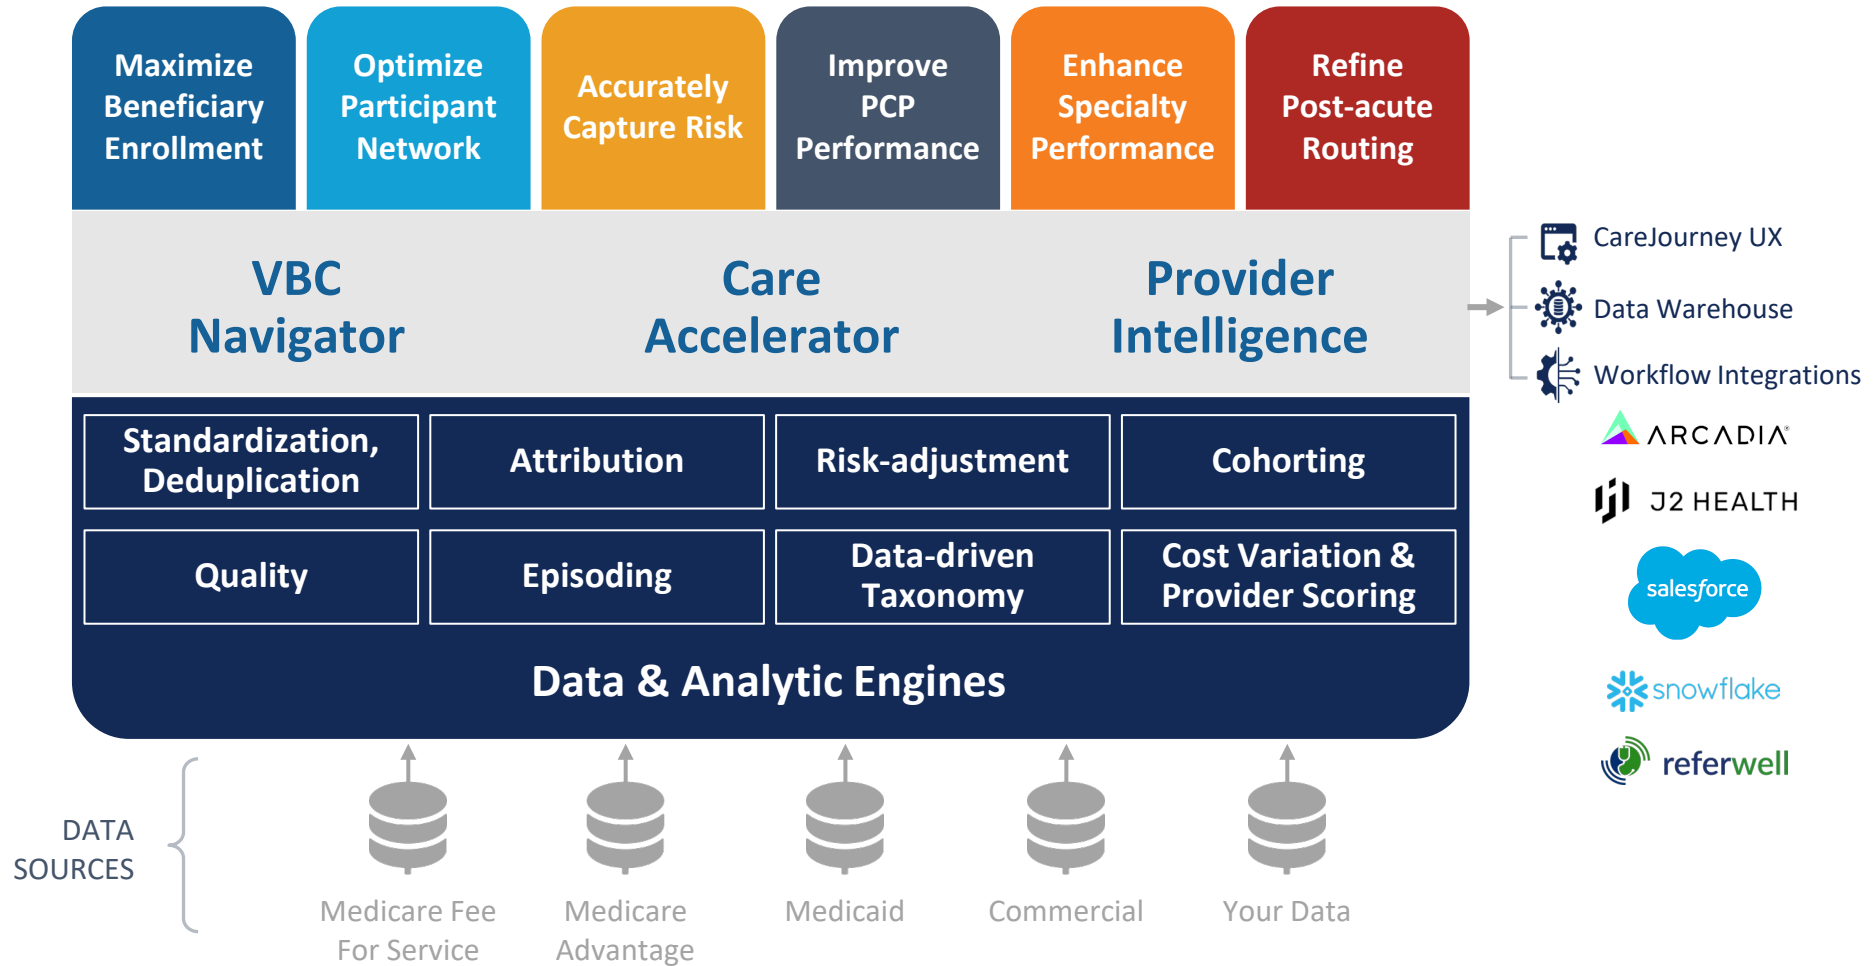 Maximize
Beneficiary
Enrollment
Optimize
Participant
Network
Accurately
Capture Risk
Improve
PCP
Performance
Enhance
Specialty
Performance
Refine
Post-acute
Routing
VBC
Navigator
Care
Accelerator
Provider
Intelligence
CareJourney UX
Data Warehouse
Workflow Integrations
ARCADIA®
J2 HEALTH
salesforce
snowflake
referwell
Standardization,
Deduplication
Attribution
Risk-adjustment
Cohorting
Quality
Episoding
Data-driven
Taxonomy
Cost Variation &
Provider Scoring
Data & Analytic Engines
DATA
SOURCES
Medicare Fee
For Service
Medicare
Advantage
Medicaid
Commercial
Your Data